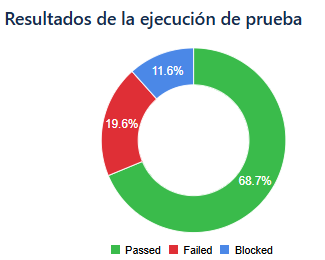 Resultados de la ejecución de prueba
11.6%
19.6%
68.7%
Passed Failed Blocked